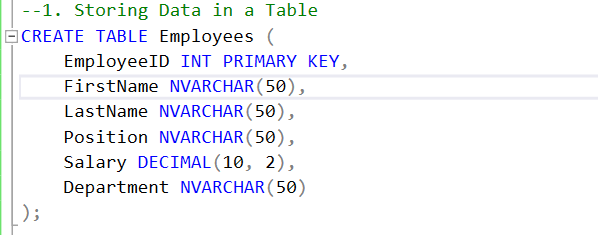 --1. Storing Data in a Table
CREATE TABLE Employees (
    EmployeeID INT PRIMARY KEY,
    FirstName NVARCHAR(50),
    LastName NVARCHAR(50),
    Position NVARCHAR(50),
    Salary DECIMAL(10, 2),
    Department NVARCHAR(50)
);